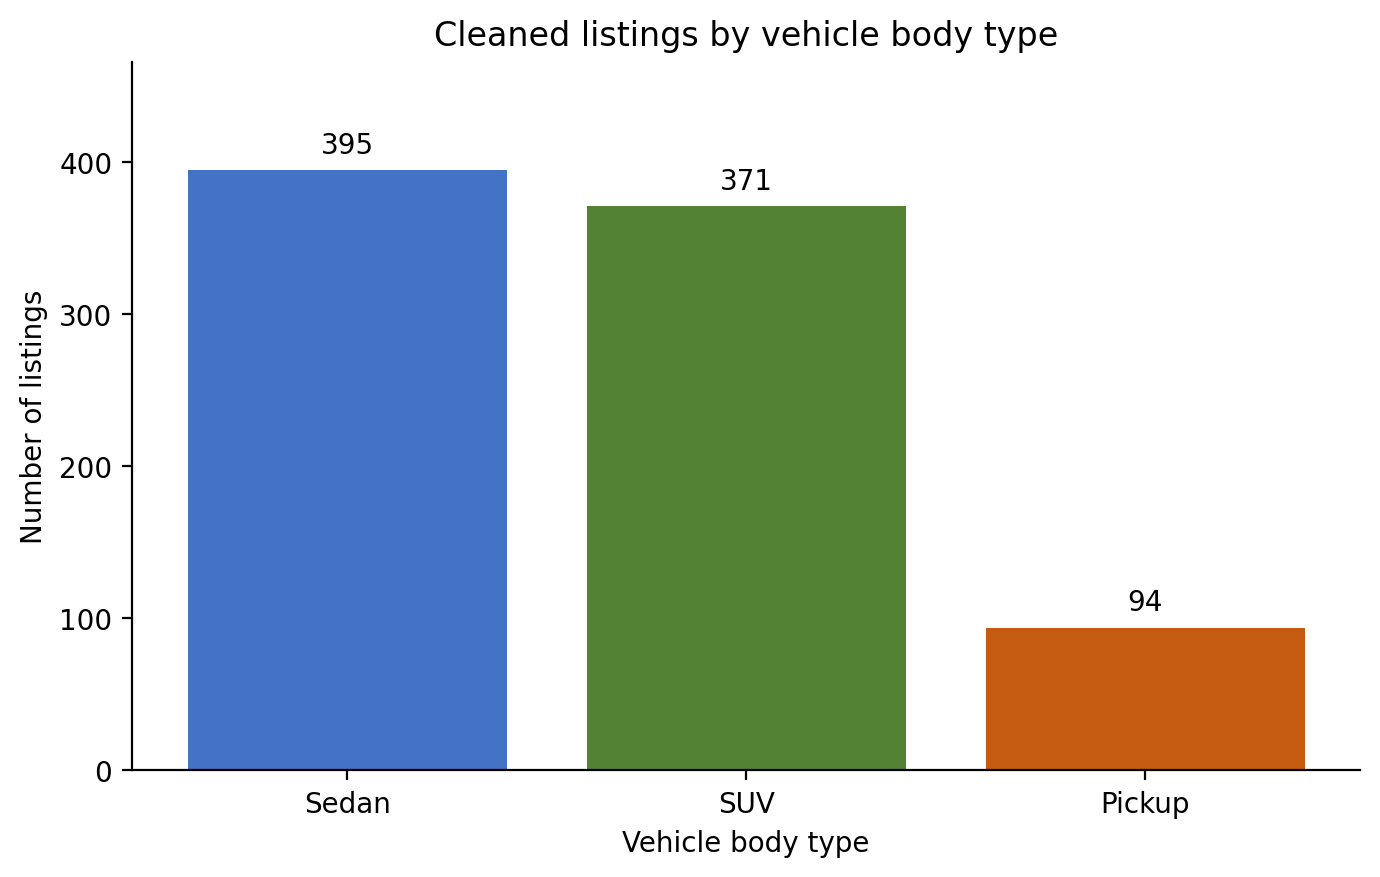 Cleaned listings by vehicle body type
Number of listings
400
300
200
100
0
395
371
94
Sedan
SUV
Pickup
Vehicle body type